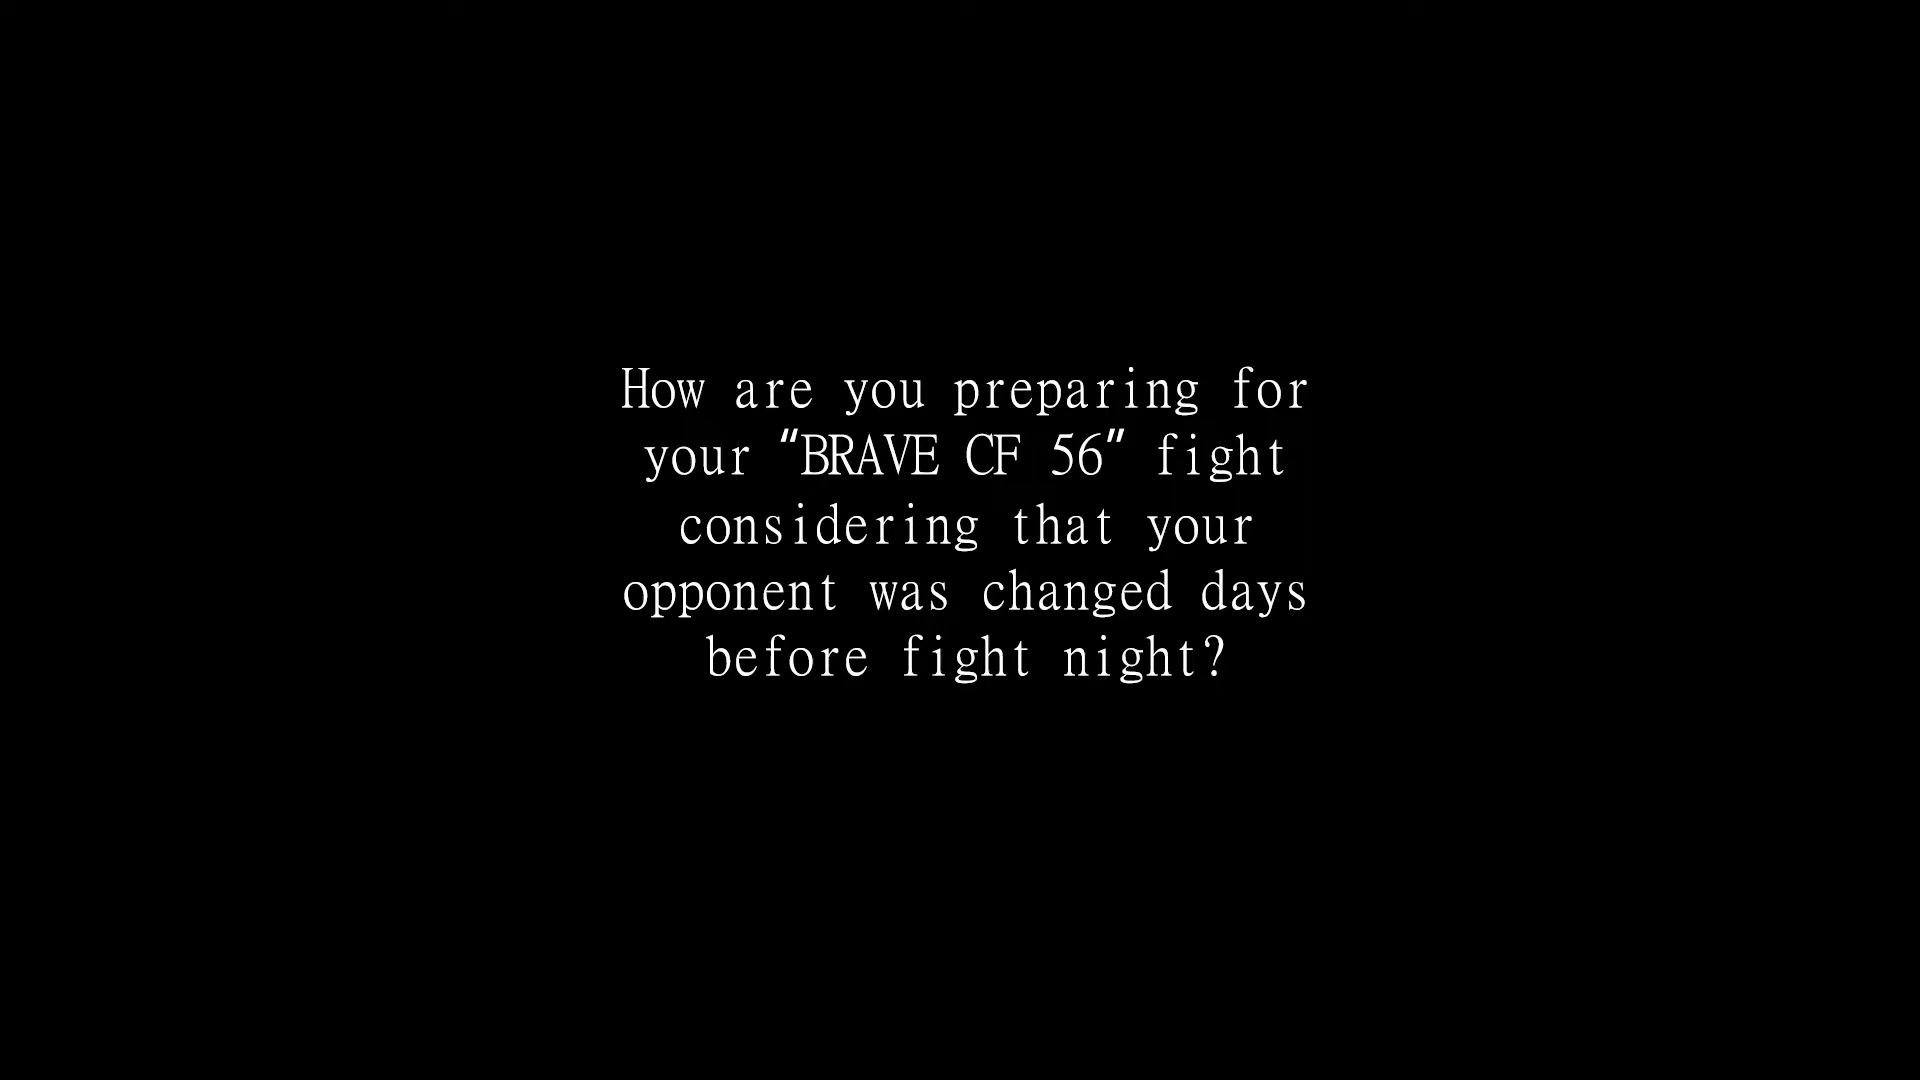 How are you preparing for
your “BRAVE CF 56” fight
considering that your
opponent was changed days
before fight night?